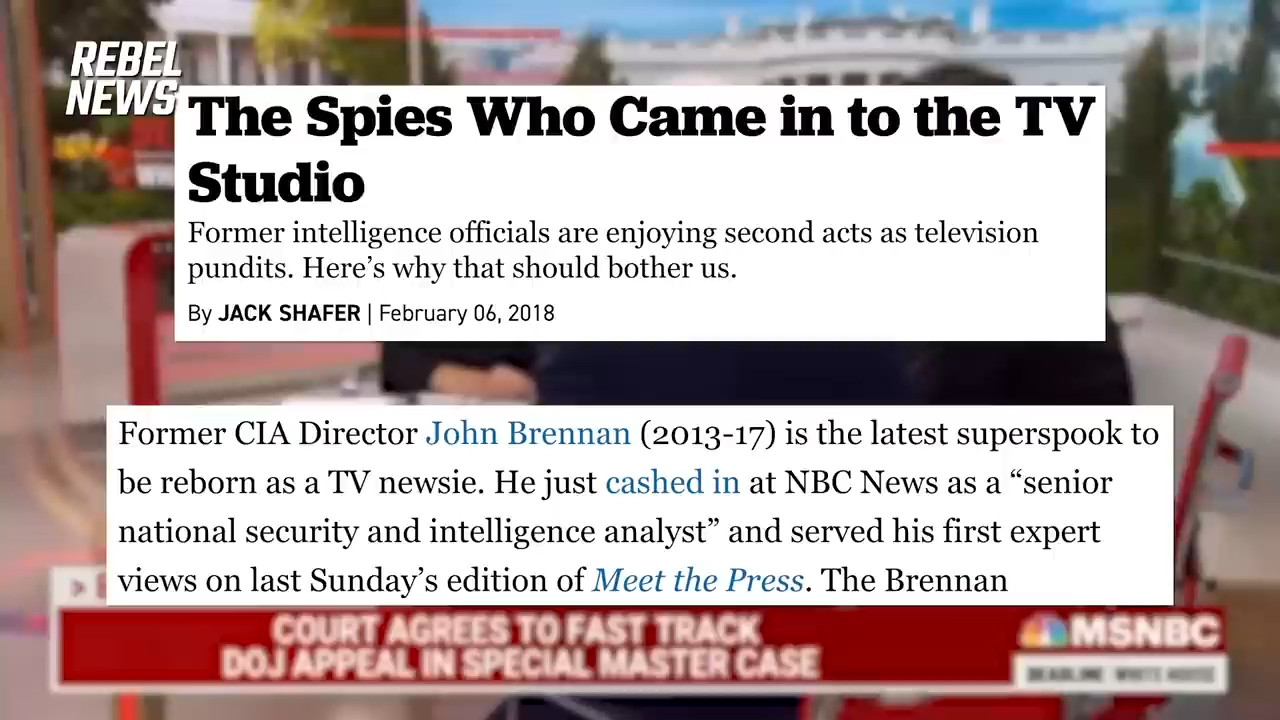 REBEL
NEWS
The Spies Who Came in to the TV
Studio
Former intelligence officials are enjoying second acts as television
pundits. Here’s why that should bother us.
By JACK SHAFER | February 06, 2018
Former CIA Director John Brennan (2013-17) is the latest superspook to
be reborn as a TV newsie. He just cashed in at NBC News as a “senior
national security and intelligence analyst” and served his first expert
views on last Sunday’s edition of Meet the Press. The Brennan
COURT AGREES TO FAST TRACK
DOJ APPEAL IN SPECIAL MASTER CASE
MSNBC
DEADLINE: WHITE HOUSE